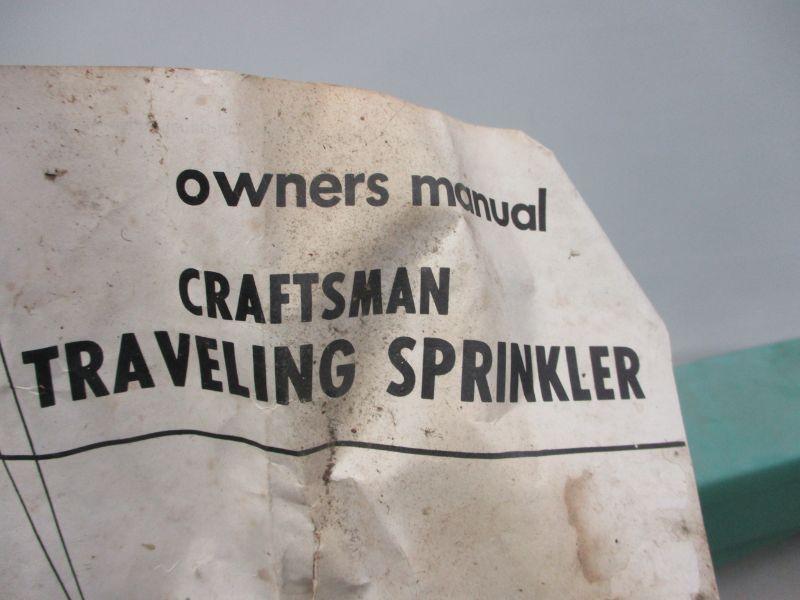 owners manual
CRAFTSMAN
TRAVELING SPRINKLER